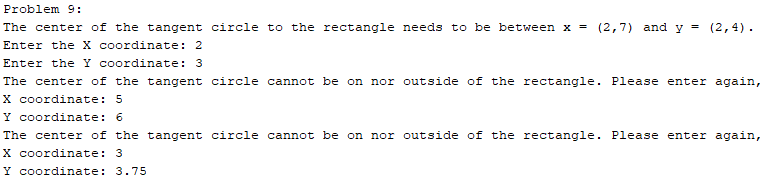 Problem 9:
The center of the tangent circle to the rectangle needs to be between x = (2,7) and y = (2,4).
Enter the X coordinate: 2
Enter the Y coordinate: 3
The center of the tangent circle cannot be on nor outside of the rectangle. Please enter again,
X coordinate: 5
Y coordinate: 6
The center of the tangent circle cannot be on nor outside of the rectangle. Please enter again,
X coordinate: 3
Y coordinate: 3.75